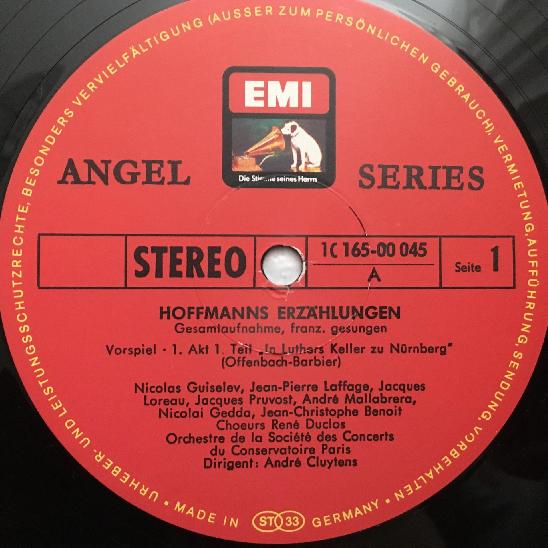 URHEBER- UND LEISTUNGSSCHUTZRECHTE, BESONDERS VERVIELFÄLTIGUNG (AUSSER ZUM PERSÖNLICHEN GEBRAUCH), VERMIETUNG, AUFFÜHRUNG, SENDUNG, VORBEHALTEN
EMI
Die Stimme seines Herrn
ANGEL SERIES
STEREO
1C 165-00 045
A
Seite 1
HOFFMANNS ERZÄHLUNGEN
Gesamtaufnahme, franz. gesungen
Vorspiel · 1. Akt 1. Teil „In Luthers Keller zu Nürnberg"
(Offenbach-Barbier)
Nicolas Guiselev, Jean-Pierre Laffage, Jacques
Loreau, Jacques Pruvost, André Mallabrera,
Nicolai Gedda, Jean-Christophe Benoit
Choeurs René Duclos
Orchestre de la Société des Concerts
du Conservatoire Paris
Dirigent: André Cluytens
• MADE IN ST 33 GERMANY •